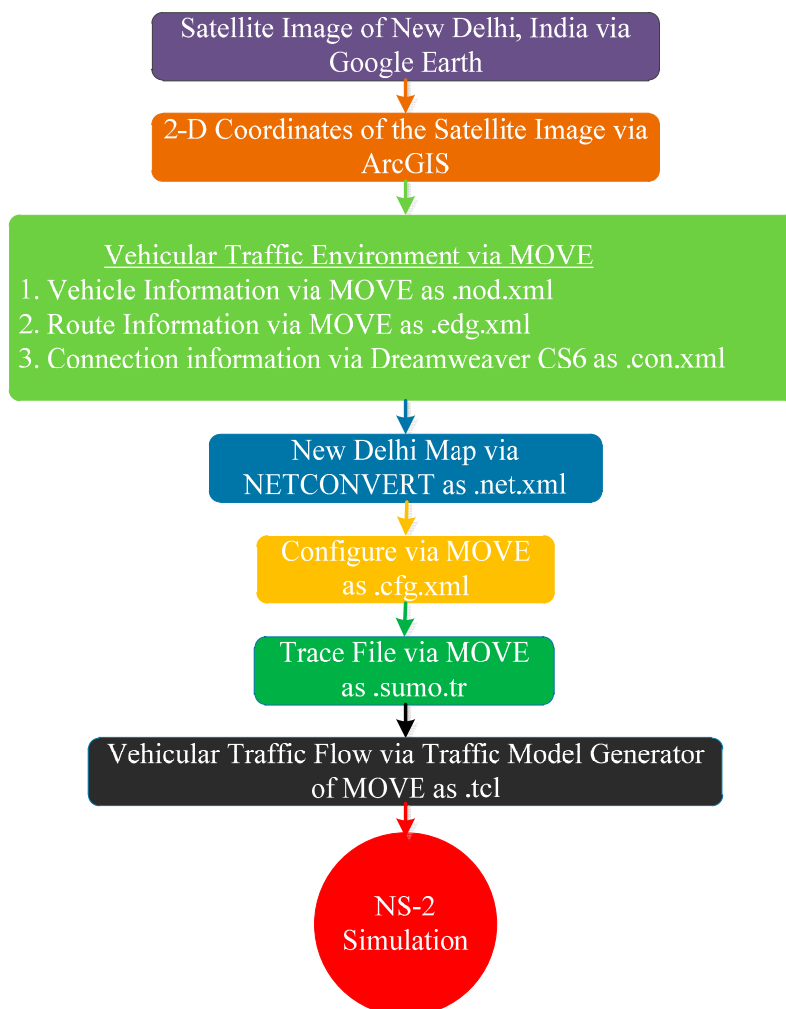 Satellite Image of New Delhi, India via
Google Earth
2-D Coordinates of the Satellite Image via
ArcGIS
Vehicular Traffic Environment via MOVE
1. Vehicle Information via MOVE as .nod.xml
2. Route Information via MOVE as .edg.xml
3. Connection information via Dreamweaver CS6 as .con.xml
New Delhi Map via
NETCONVERT as .net.xml
Configure via MOVE
as .cfg.xml
Trace File via MOVE
as .sumo.tr
Vehicular Traffic Flow via Traffic Model Generator
of MOVE as .tcl
NS-2
Simulation